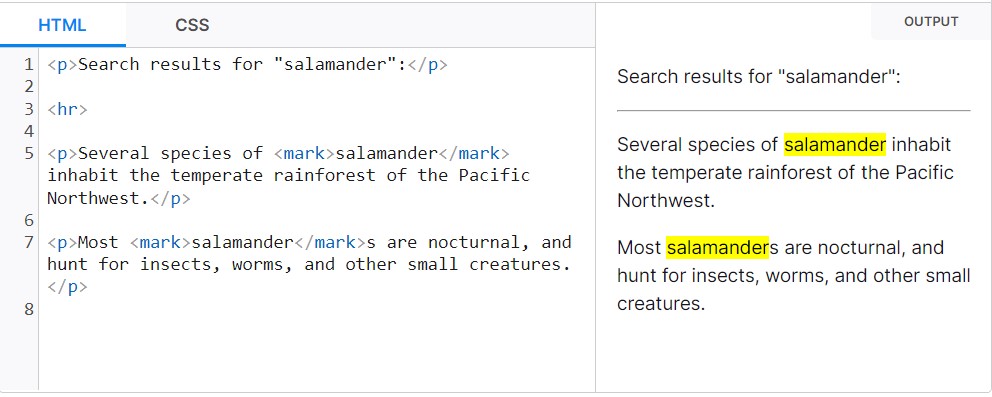 HTML CSS
1 <p>Search results for "salamander":</p>
2
3 <hr>
4
5 <p>Several species of <mark>salamander</mark>
inhabit the temperate rainforest of the Pacific
Northwest.</p>
6
7 <p>Most <mark>salamander</mark>s are nocturnal, and
hunt for insects, worms, and other small creatures.
</p>
8
OUTPUT
Search results for "salamander":
Several species of salamander inhabit
the temperate rainforest of the Pacific
Northwest.
Most salamanders are nocturnal, and
hunt for insects, worms, and other small
creatures.